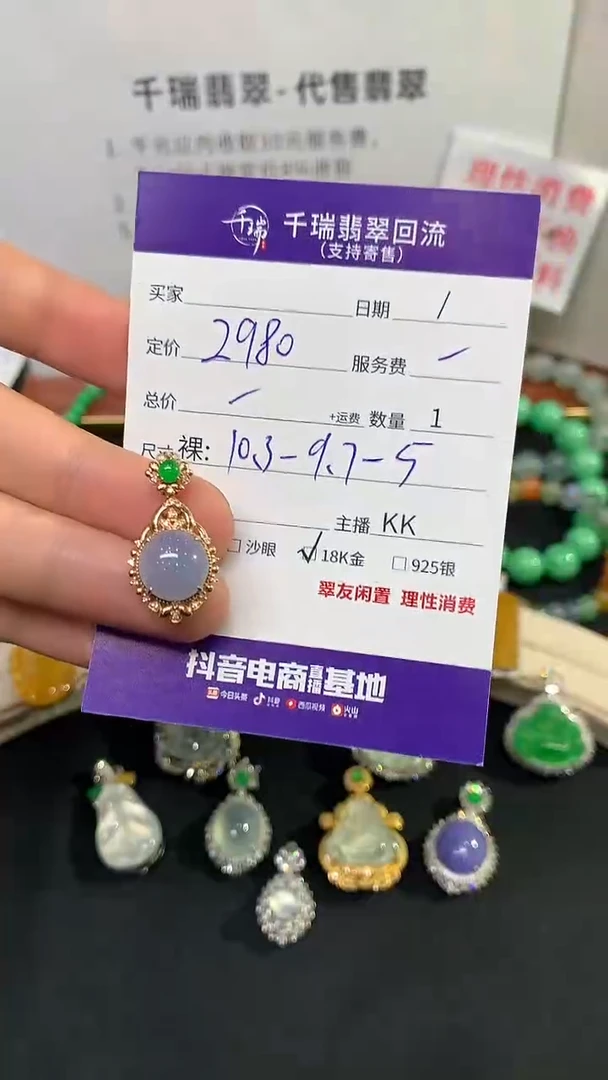 千瑞翡翠-代售翡翠
理性消费
千瑞
千瑞翡翠回流
(支持寄售)
买家
日期 /
定价 2980
服务费 -
总价 -
+运费 数量 1
尺寸 裸: 10.3-9.7-5
主播 KK
沙眼 ✓ 18K金 925银
翠友闲置 理性消费
抖音电商直播基地
今日头条 抖音 西瓜视频 火山